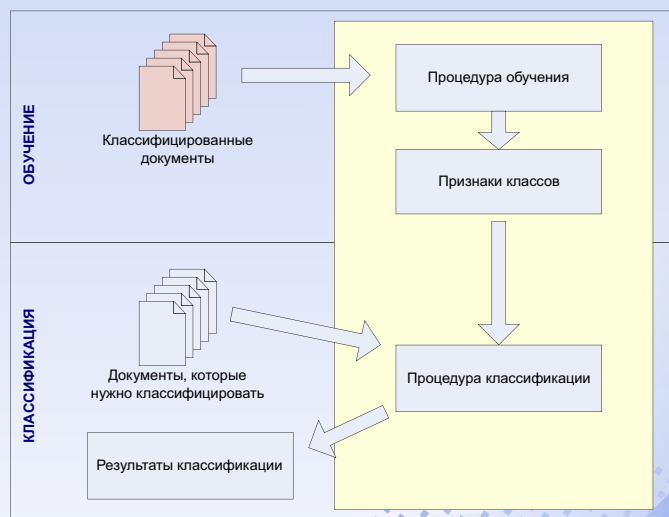 ОБУЧЕНИЕ
Классифицированные
документы
Процедура обучения
Признаки классов
КЛАССИФИКАЦИЯ
Документы, которые
нужно классифицировать
Процедура классификации
Результаты классификации